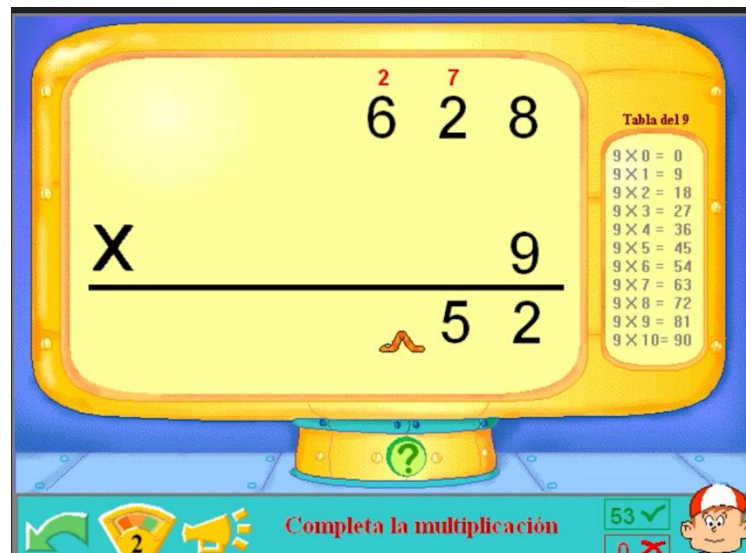 2 7
6 2 8
X 9
5 2
Tabla del 9
9 X 0 = 0
9 X 1 = 9
9 X 2 = 18
9 X 3 = 27
9 X 4 = 36
9 X 5 = 45
9 X 6 = 54
9 X 7 = 63
9 X 8 = 72
9 X 9 = 81
9 X 10= 90
?
2
Completa la multiplicación
53 ✓
0 ✗